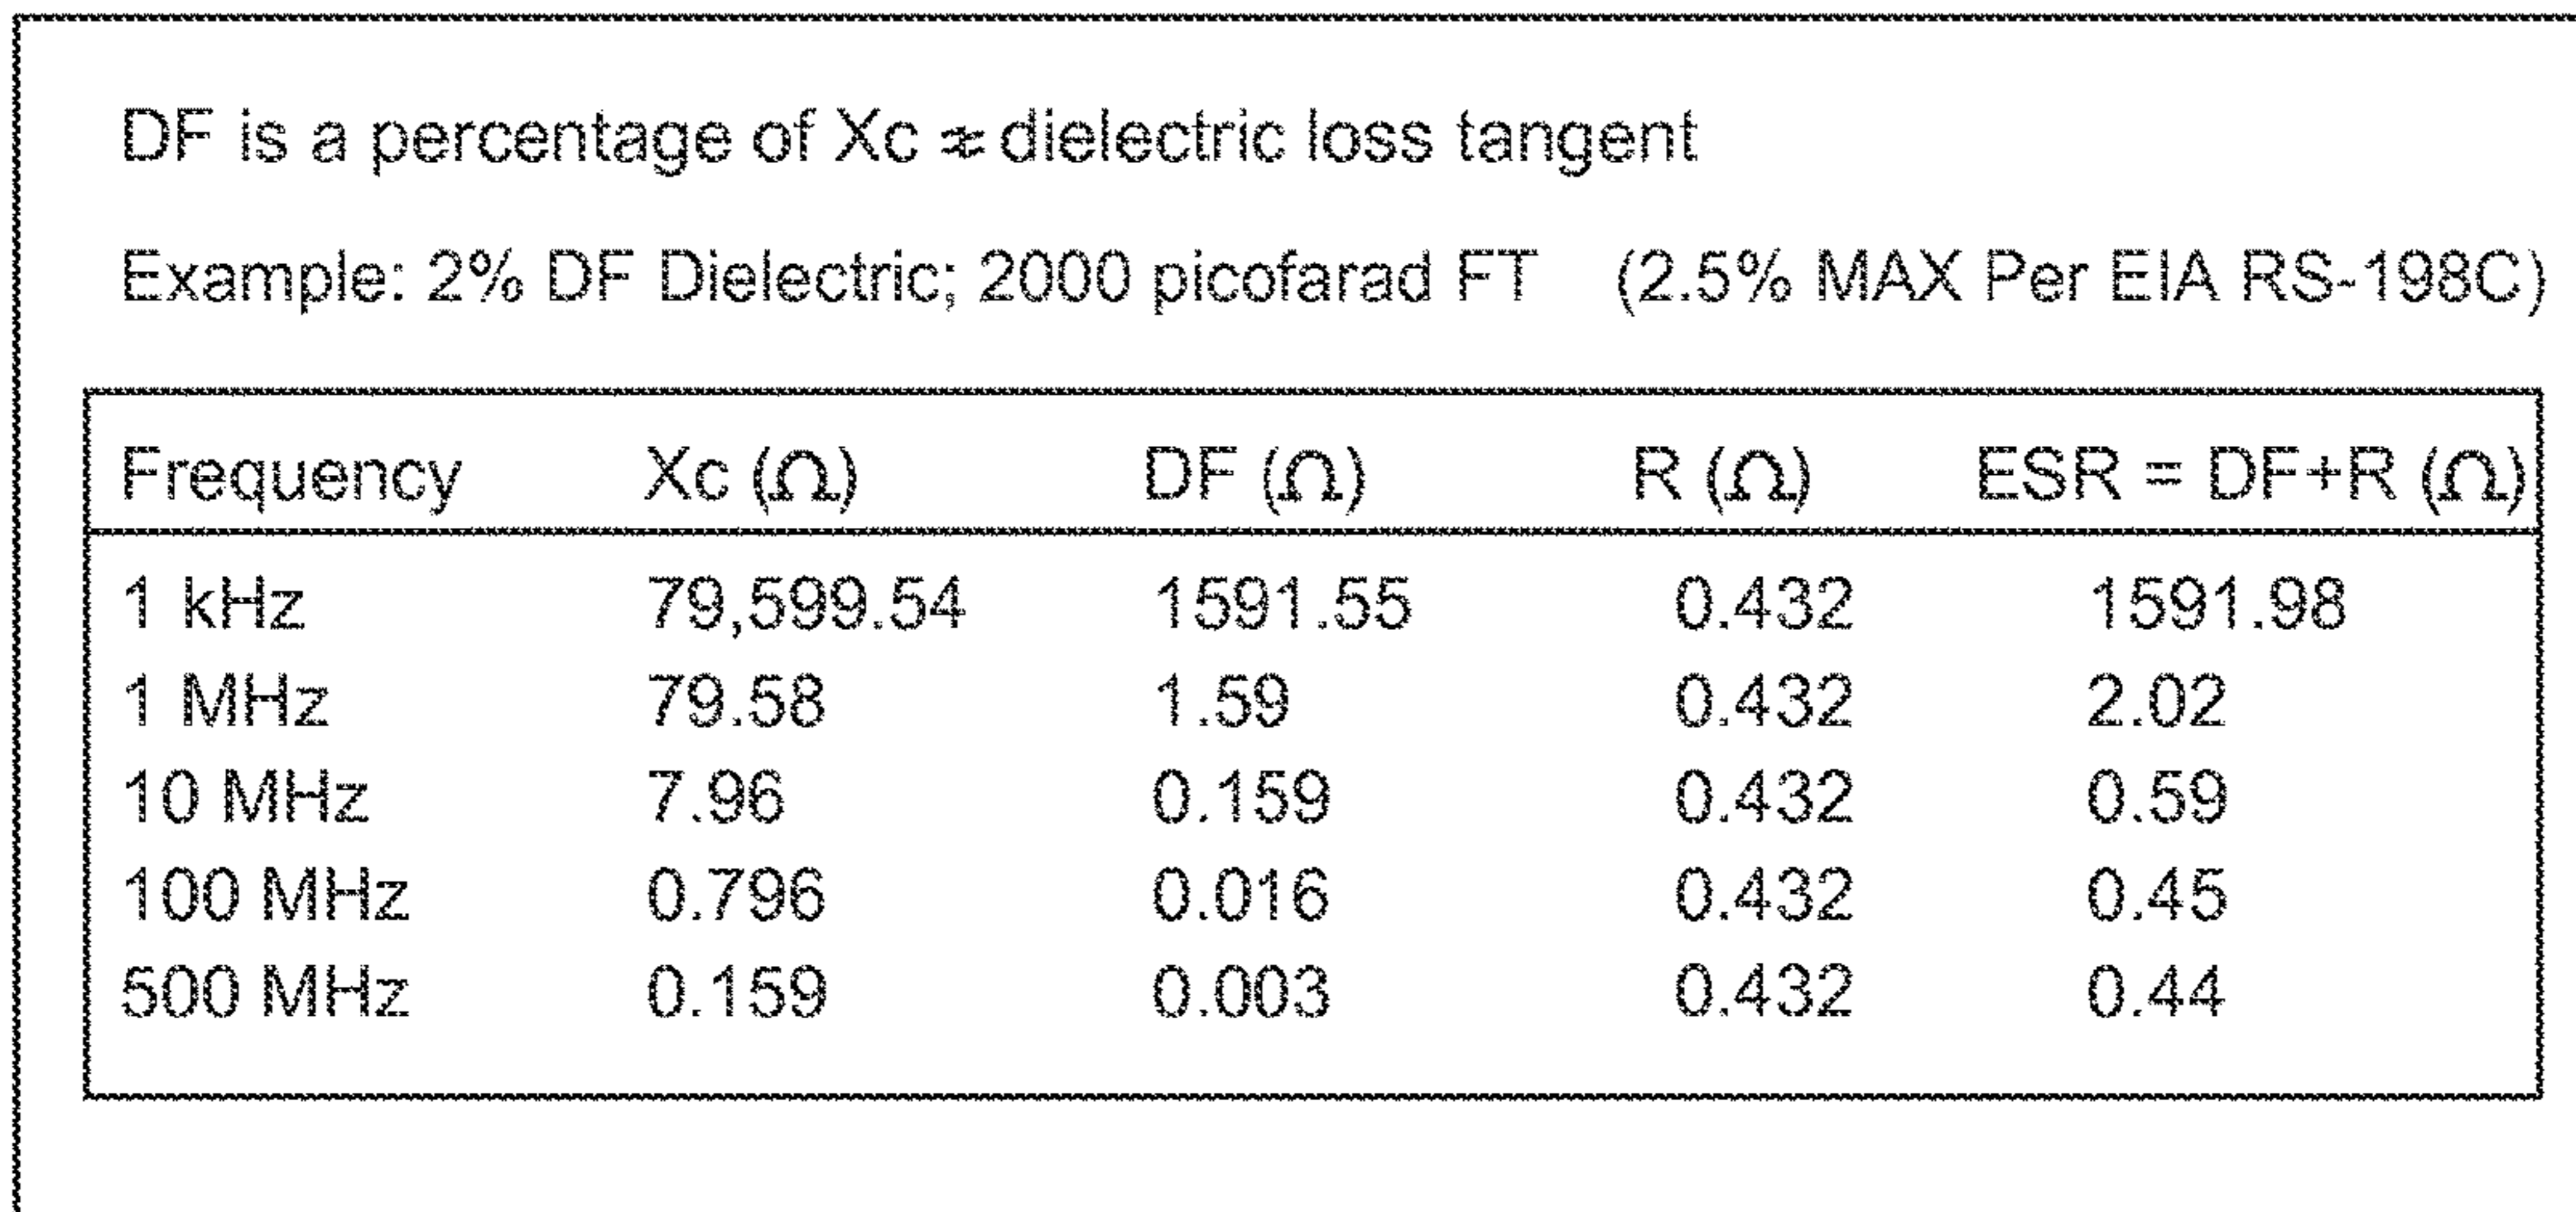 DF is a percentage of Xc ≉ dielectric loss tangent
Example: 2% DF Dielectric; 2000 picofarad FT (2.5% MAX Per EIA RS-198C)
Frequency Xc (Ω) DF (Ω) R (Ω) ESR = DF+R (Ω)
1 kHz 79,599.54 1591.55 0.432 1591.98
1 MHz 79.58 1.59 0.432 2.02
10 MHz 7.96 0.159 0.432 0.59
100 MHz 0.796 0.016 0.432 0.45
500 MHz 0.159 0.003 0.432 0.44